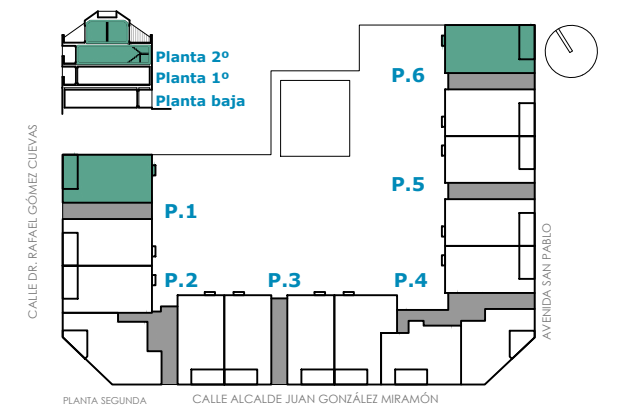 Planta 2º
Planta 1º
Planta baja
P.6
CALLE DR. RAFAEL GÓMEZ CUEVAS
P.5
P.1
AVENIDA SAN PABLO
P.2
P.3
P.4
PLANTA SEGUNDA
CALLE ALCALDE JUAN GONZÁLEZ MIRAMÓN